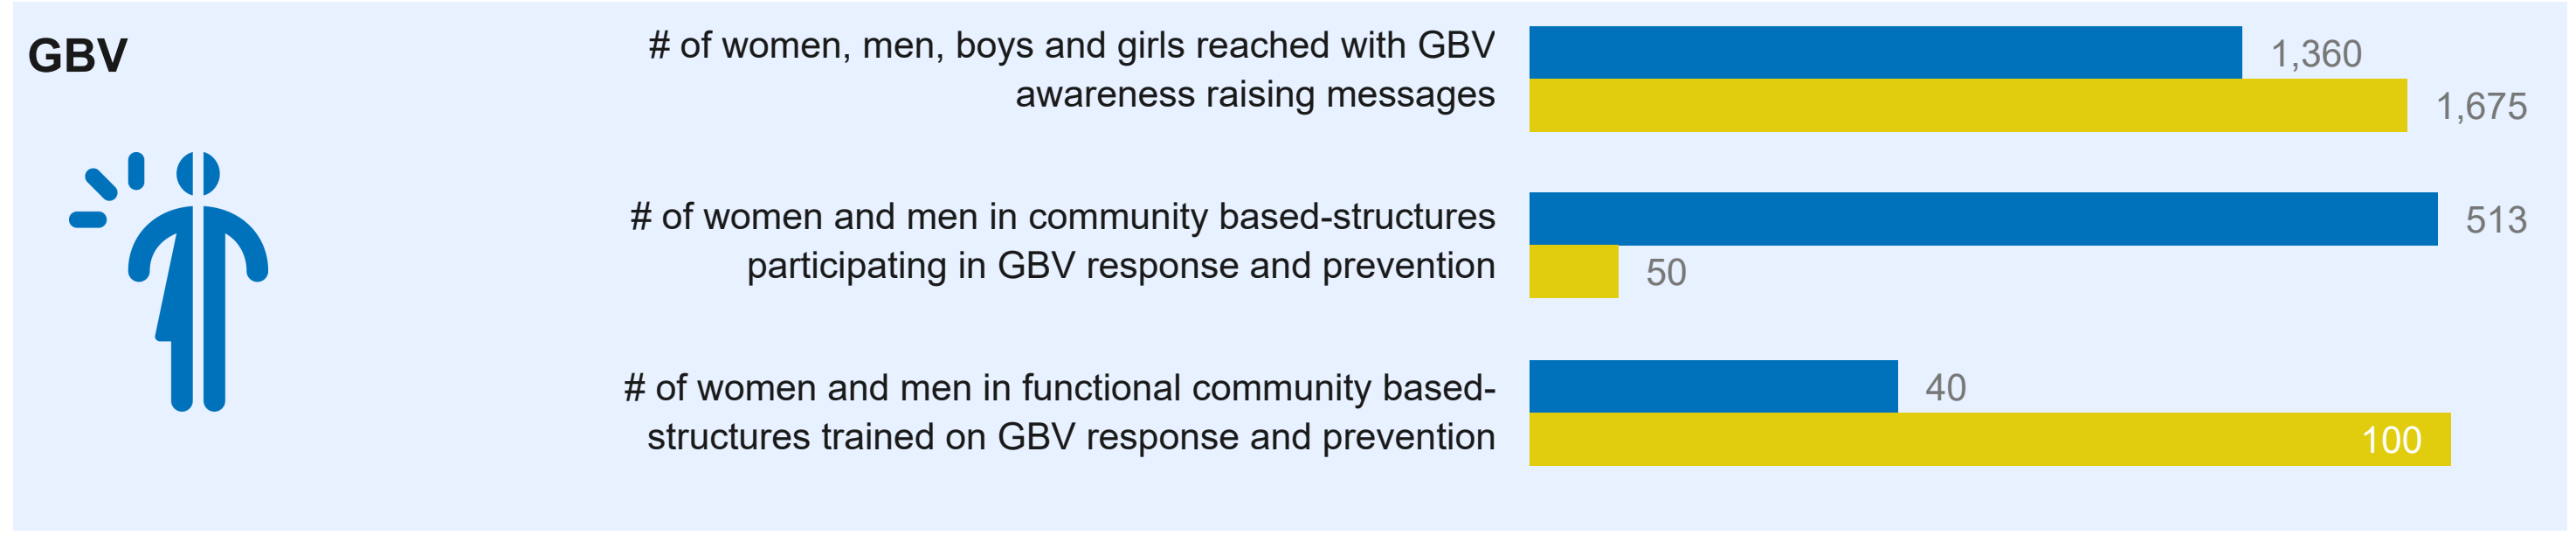 GBV
# of women, men, boys and girls reached with GBV
awareness raising messages
1,360
1,675
# of women and men in community based-structures
participating in GBV response and prevention
513
50
# of women and men in functional community based-
structures trained on GBV response and prevention
40
100